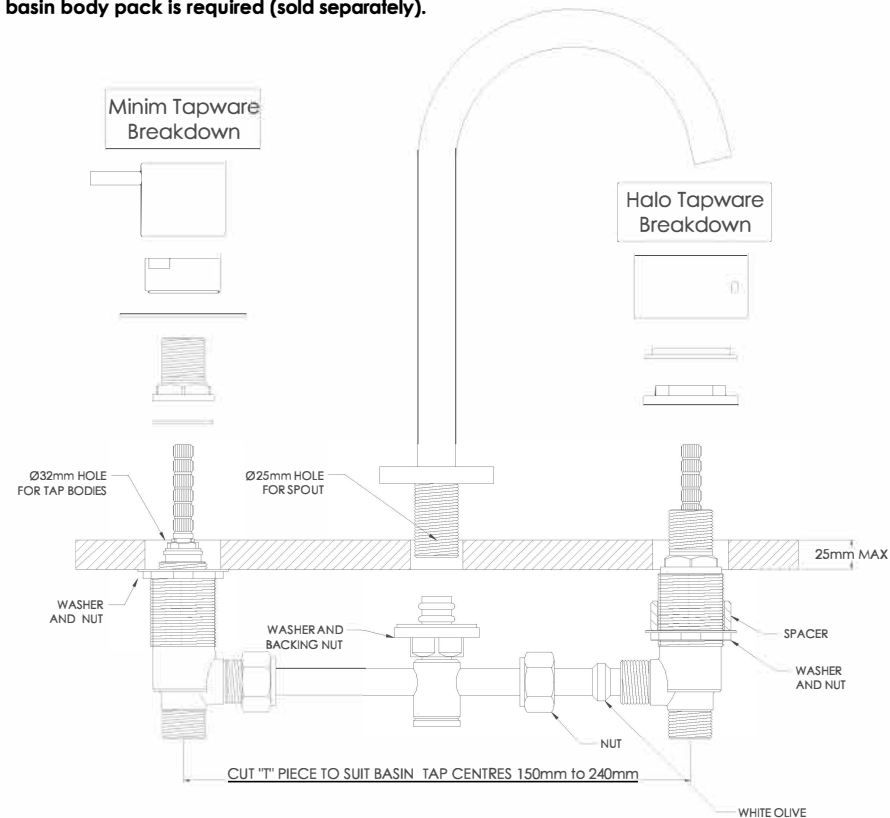 basin body pack is required (sold separately).
Minim Tapware
Breakdown
Halo Tapware
Breakdown
Ø32mm HOLE
FOR TAP BODIES
Ø25mm HOLE
FOR SPOUT
25mm MAX
WASHER
AND NUT
WASHER AND
BACKING NUT
SPACER
WASHER
AND NUT
NUT
CUT "T" PIECE TO SUIT BASIN TAP CENTRES 150mm to 240mm
WHITE OLIVE